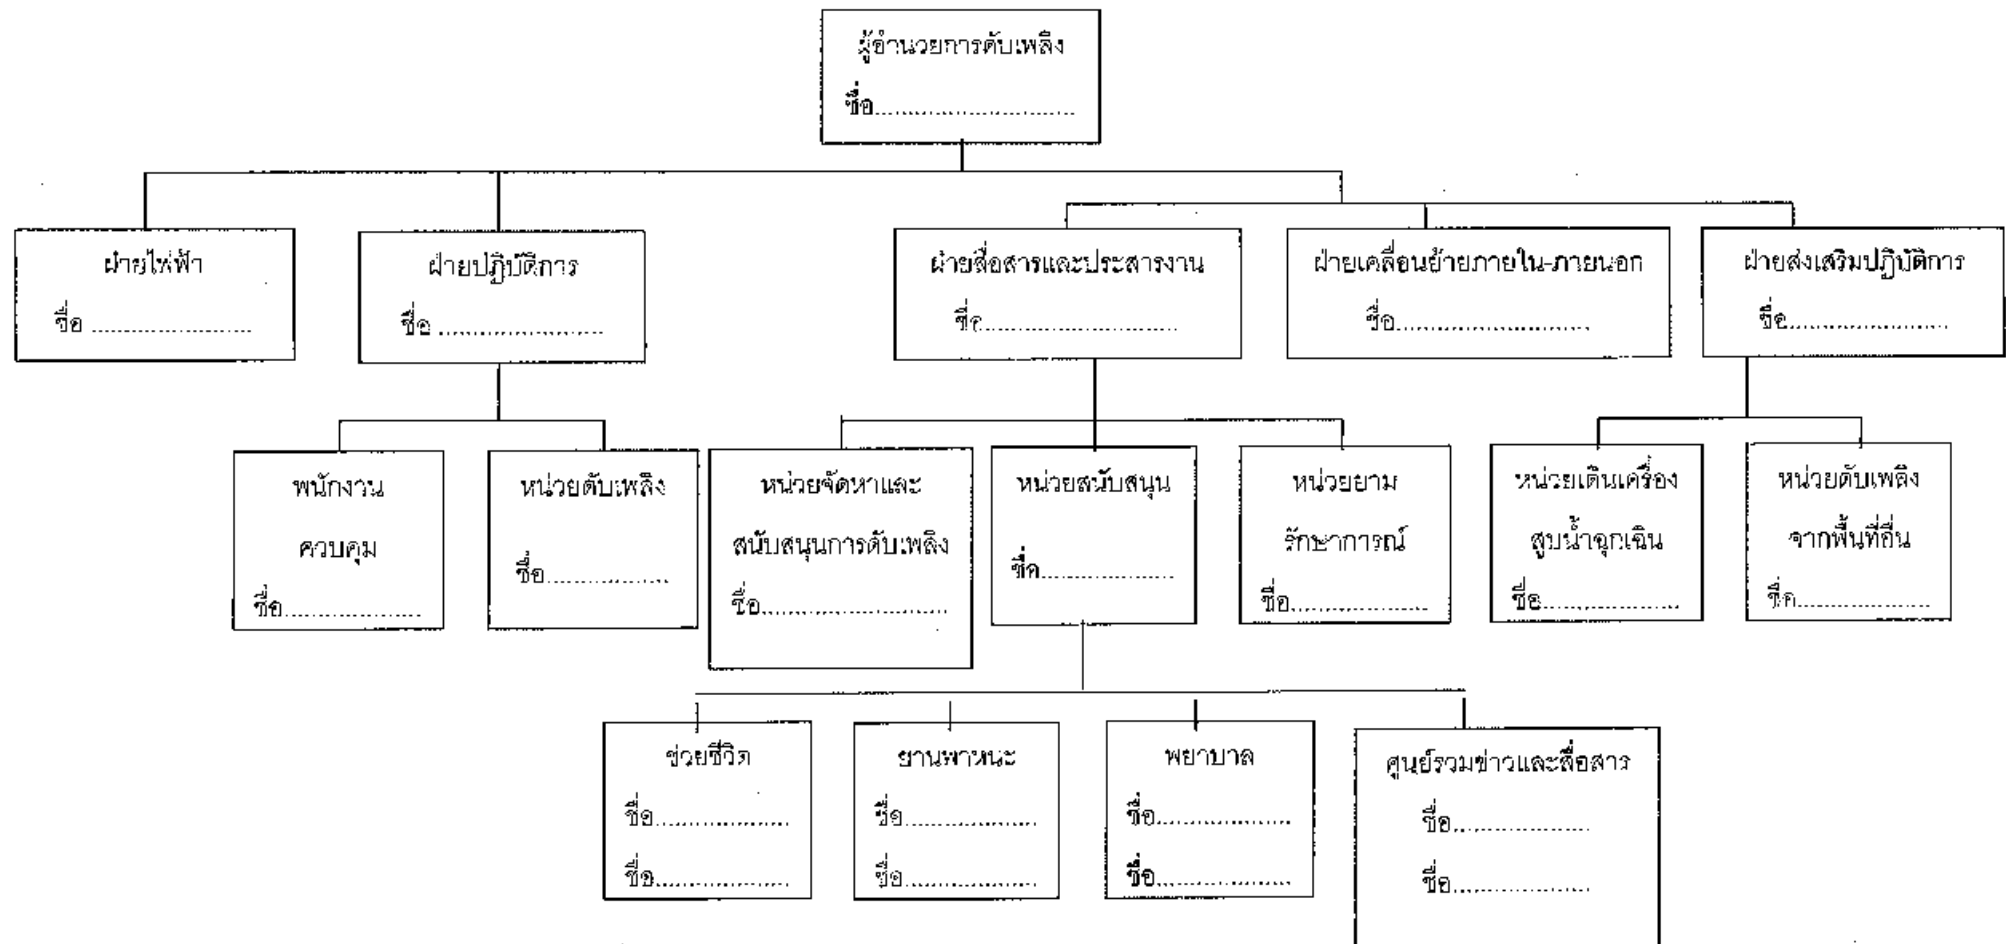 ผู้อำนวยการดับเพลิง
ชื่อ............................
ฝ่ายไฟฟ้า
ชื่อ ......................
ฝ่ายปฏิบัติการ
ชื่อ ......................
ฝ่ายสื่อสารและประสารงาน
ชื่อ..........................
ฝ่ายเคลื่อนย้ายภายใน-ภายนอก
ชื่อ..........................
ฝ่ายส่งเสริมปฏิบัติการ
ชื่อ......................
พนักงาน
ควบคุม
ชื่อ...................
หน่วยดับเพลิง
ชื่อ.................
หน่วยจัดหาและ
สนับสนุนการดับเพลิง
ชื่อ.........................
หน่วยสนับสนุน
ชื่อ..................
หน่วยยาม
รักษาการณ์
ชื่อ...................
หน่วยเดินเครื่อง
สูบน้ำฉุกเฉิน
ชื่อ...................
หน่วยดับเพลิง
จากพื้นที่อื่น
ชื่อ..................
ช่วยชีวิต
ชื่อ..................
ชื่อ..................
ยานพาหนะ
ชื่อ..................
ชื่อ..................
พยาบาล
ชื่อ..................
ชื่อ..................
ศูนย์รวมข่าวและสื่อสาร
ชื่อ...................
ชื่อ...................